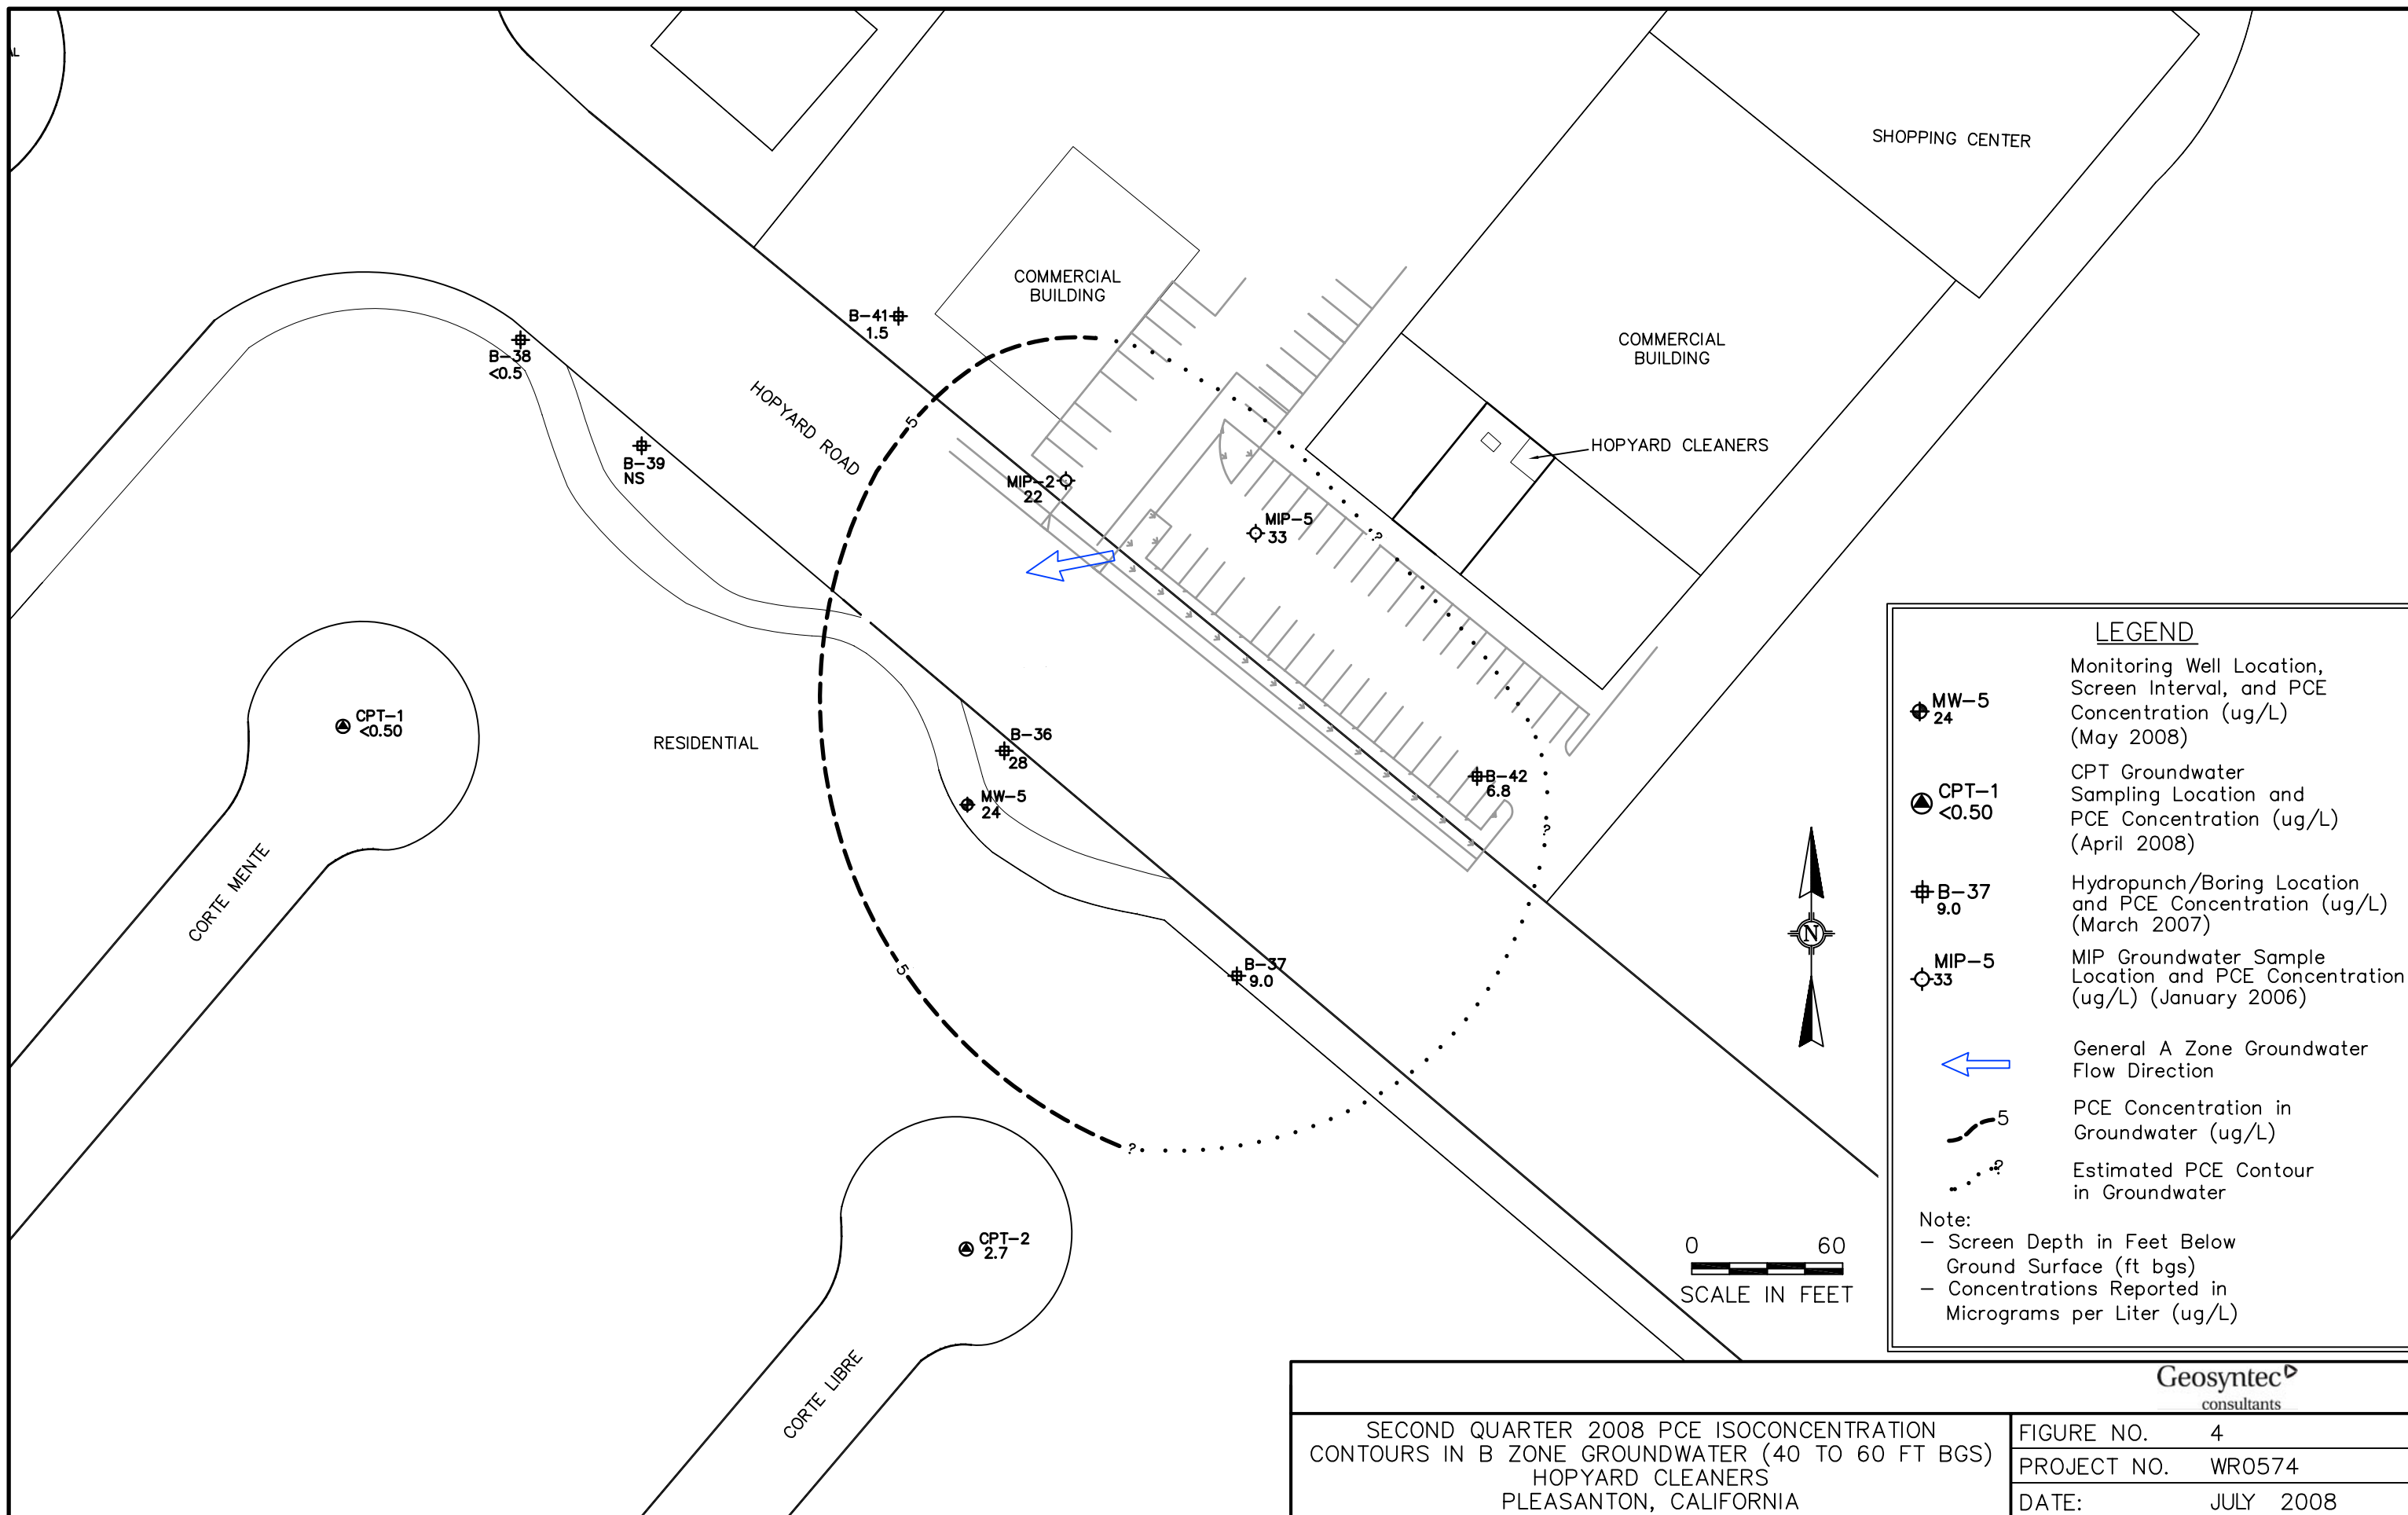 AL
SHOPPING CENTER
COMMERCIAL
BUILDING
B-41
1.5
COMMERCIAL
BUILDING
B-38
<0.5
HOPYARD ROAD
HOPYARD CLEANERS
5
B-39
NS
MIP-2
22
MIP-5
33
?
CPT-1
<0.50
RESIDENTIAL
B-36
28
MW-5
24
B-42
6.8
?
CORTE MENTE
5
B-37
9.0
?
CPT-2
2.7
CORTE LIBRE
N
0 60
SCALE IN FEET
LEGEND
MW-5
24
Monitoring Well Location,
Screen Interval, and PCE
Concentration (ug/L)
(May 2008)
CPT-1
<0.50
CPT Groundwater
Sampling Location and
PCE Concentration (ug/L)
(April 2008)
B-37
9.0
Hydropunch/Boring Location
and PCE Concentration (ug/L)
(March 2007)
MIP-5
33
MIP Groundwater Sample
Location and PCE Concentration
(ug/L) (January 2006)
General A Zone Groundwater
Flow Direction
5
PCE Concentration in
Groundwater (ug/L)
?
Estimated PCE Contour
in Groundwater
Note:
- Screen Depth in Feet Below
Ground Surface (ft bgs)
- Concentrations Reported in
Micrograms per Liter (ug/L)
Geosyntec
consultants
SECOND QUARTER 2008 PCE ISOCONCENTRATION
CONTOURS IN B ZONE GROUNDWATER (40 TO 60 FT BGS)
HOPYARD CLEANERS
PLEASANTON, CALIFORNIA
FIGURE NO. 4
PROJECT NO. WR0574
DATE: JULY 2008